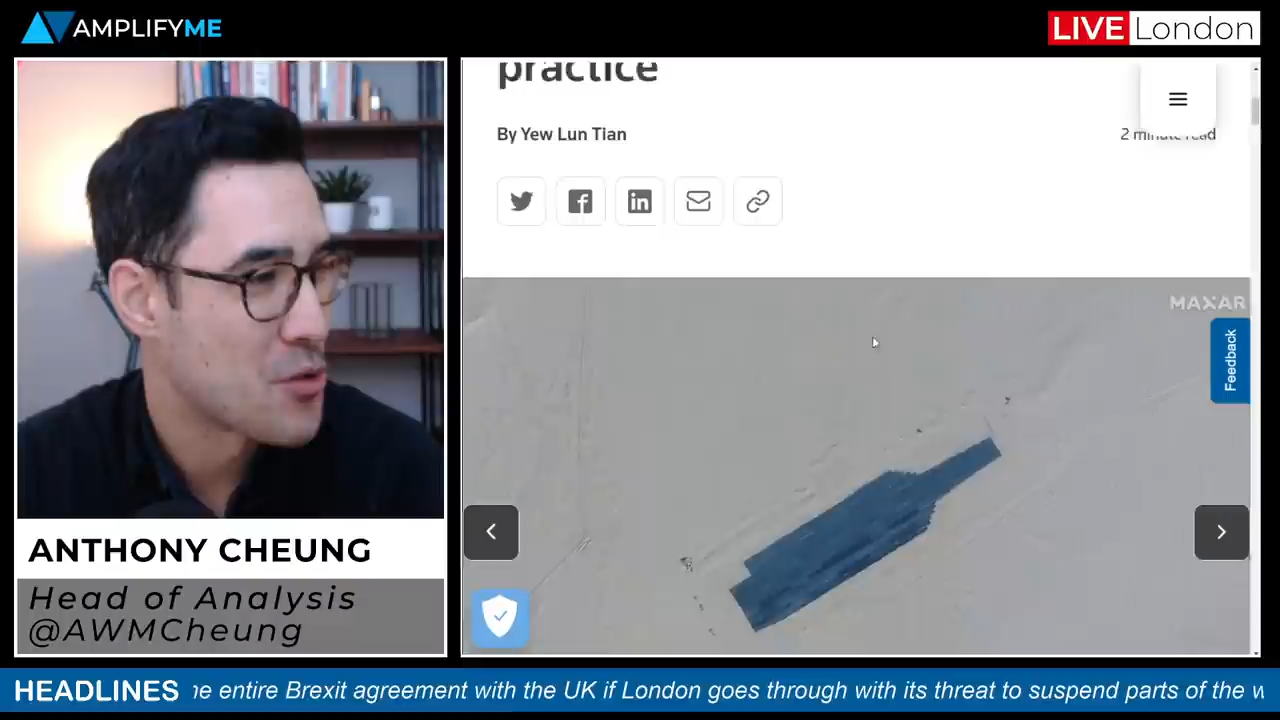 AMPLIFYME
LIVE London
practice
By Yew Lun Tian
2 minute read
MAXAR
Feedback
ANTHONY CHEUNG
Head of Analysis
@AWMCheung
HEADLINES entire Brexit agreement with the UK if London goes through with its threat to suspend parts of the